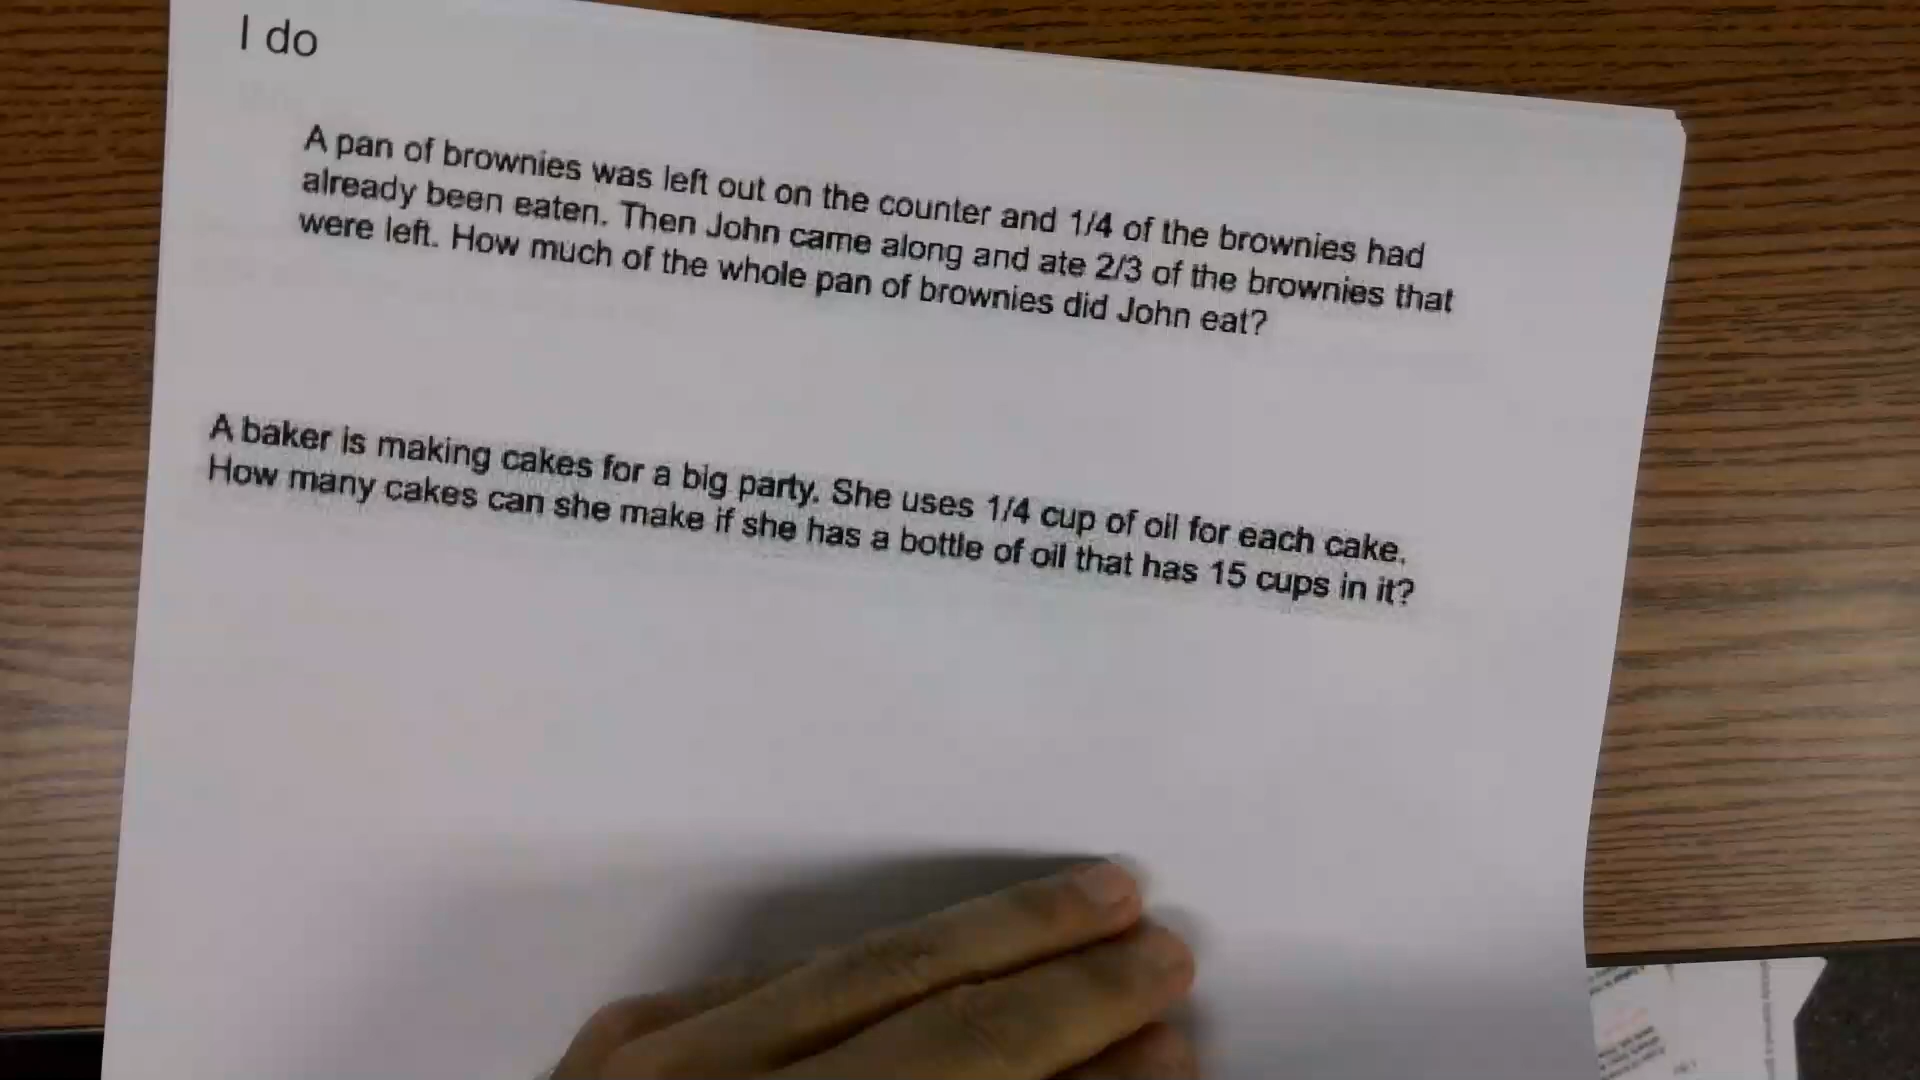 I do
A pan of brownies was left out on the counter and 1/4 of the brownies had
already been eaten. Then John came along and ate 2/3 of the brownies that
were left. How much of the whole pan of brownies did John eat?
A baker is making cakes for a big party. She uses 1/4 cup of oil for each cake.
How many cakes can she make if she has a bottle of oil that has 15 cups in it?